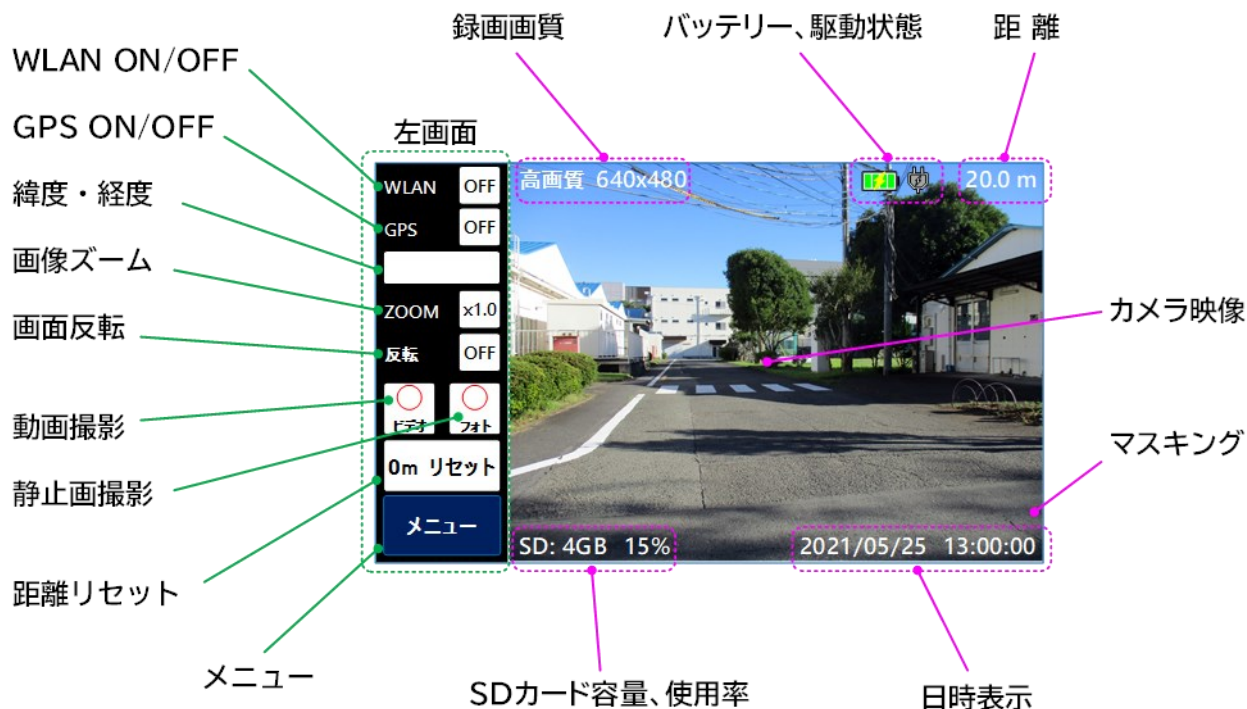 録画画質
バッテリー、駆動状態
距 離
WLAN ON/OFF
GPS ON/OFF
左画面
緯度・経度
画像ズーム
画面反転
動画撮影
静止画撮影
距離リセット
メニュー
WLAN OFF
GPS OFF
ZOOM x1.0
反転 OFF
ビデオ フォト
0m リセット
メニュー
高画質 640x480
20.0 m
SD: 4GB 15%
2021/05/25 13:00:00
カメラ映像
マスキング
SDカード容量、使用率
日時表示